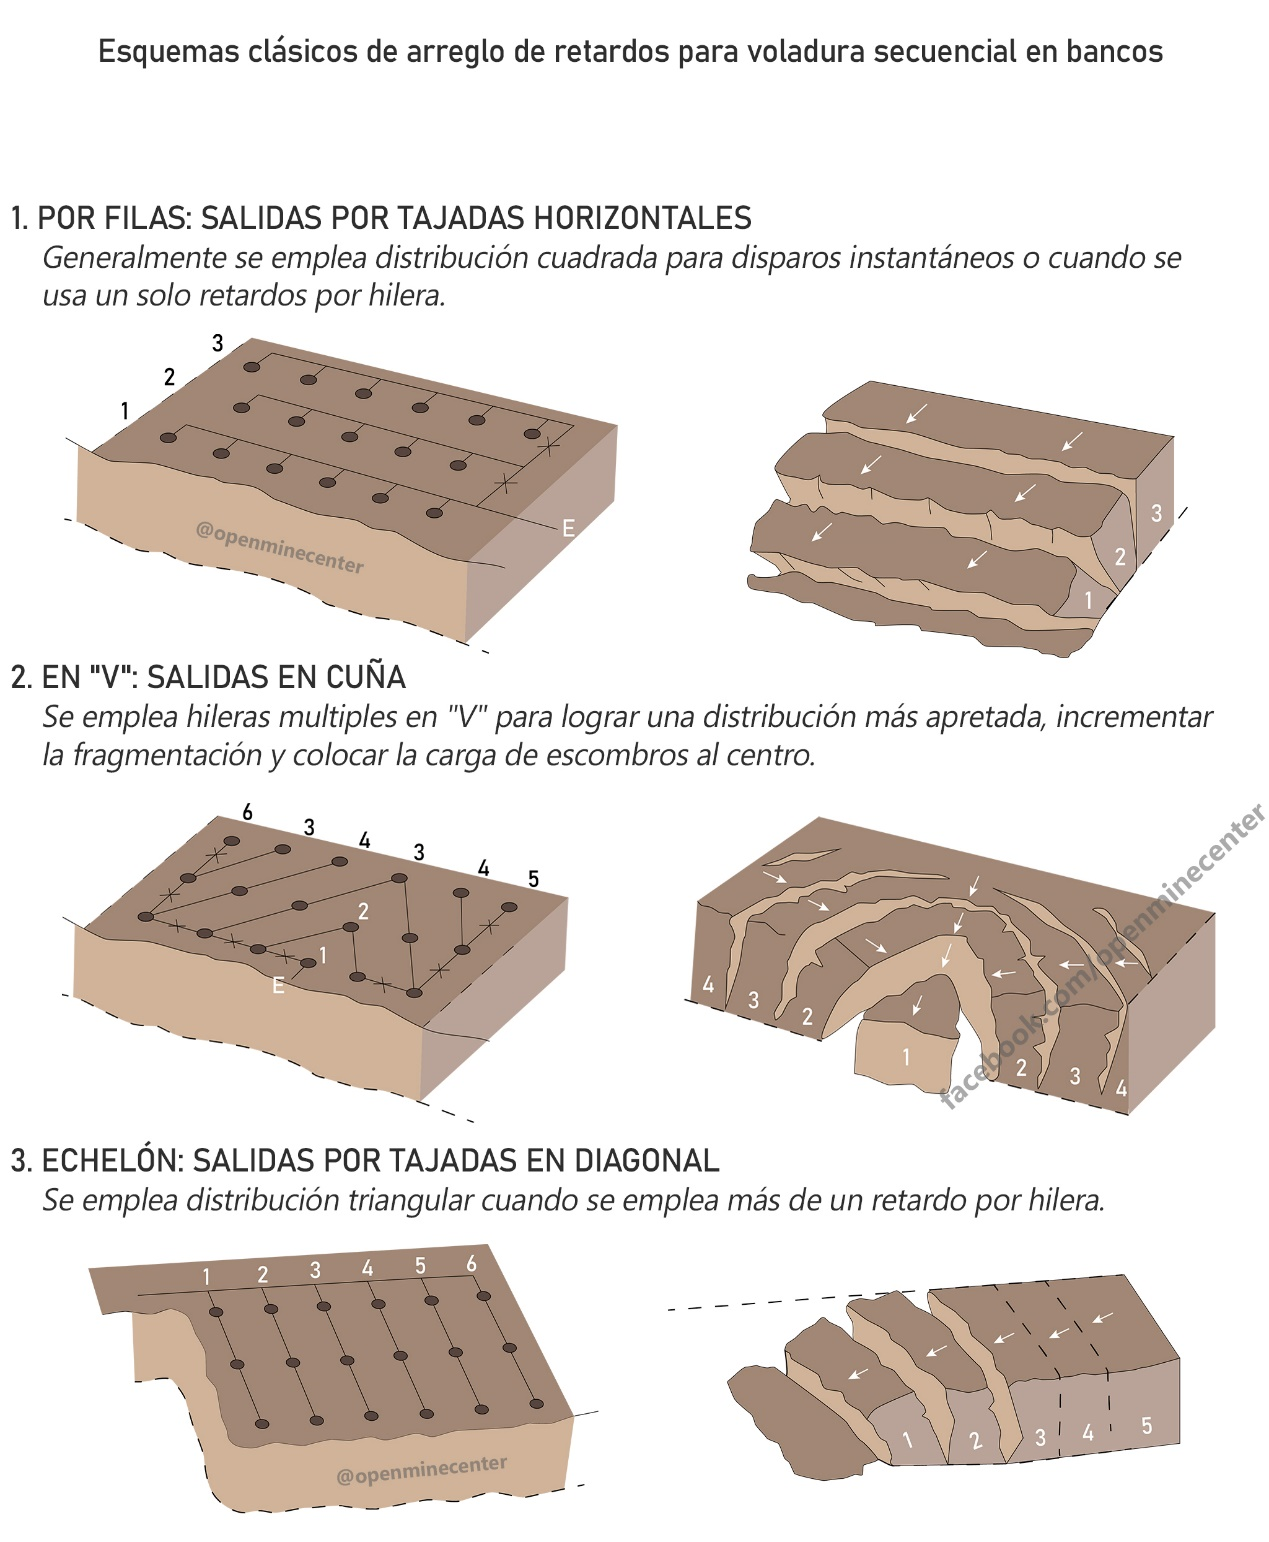 Esquemas clásicos de arreglo de retardos para voladura secuencial en bancos
1. POR FILAS: SALIDAS POR TAJADAS HORIZONTALES
Generalmente se emplea distribución cuadrada para disparos instantáneos o cuando se
usa un solo retardos por hilera.
3
2
1
E
@openminecenter
3
2
1
2. EN "V": SALIDAS EN CUÑA
Se emplea hileras multiples en "V" para lograr una distribución más apretada, incrementar
la fragmentación y colocar la carga de escombros al centro.
6 3 4 3 4 5
2
1
E
4 3 2 1 2 3 4
facebook.com/openminecenter
3. ECHELÓN: SALIDAS POR TAJADAS EN DIAGONAL
Se emplea distribución triangular cuando se emplea más de un retardo por hilera.
1 2 3 4 5 6
@openminecenter
1 2 3 4 5